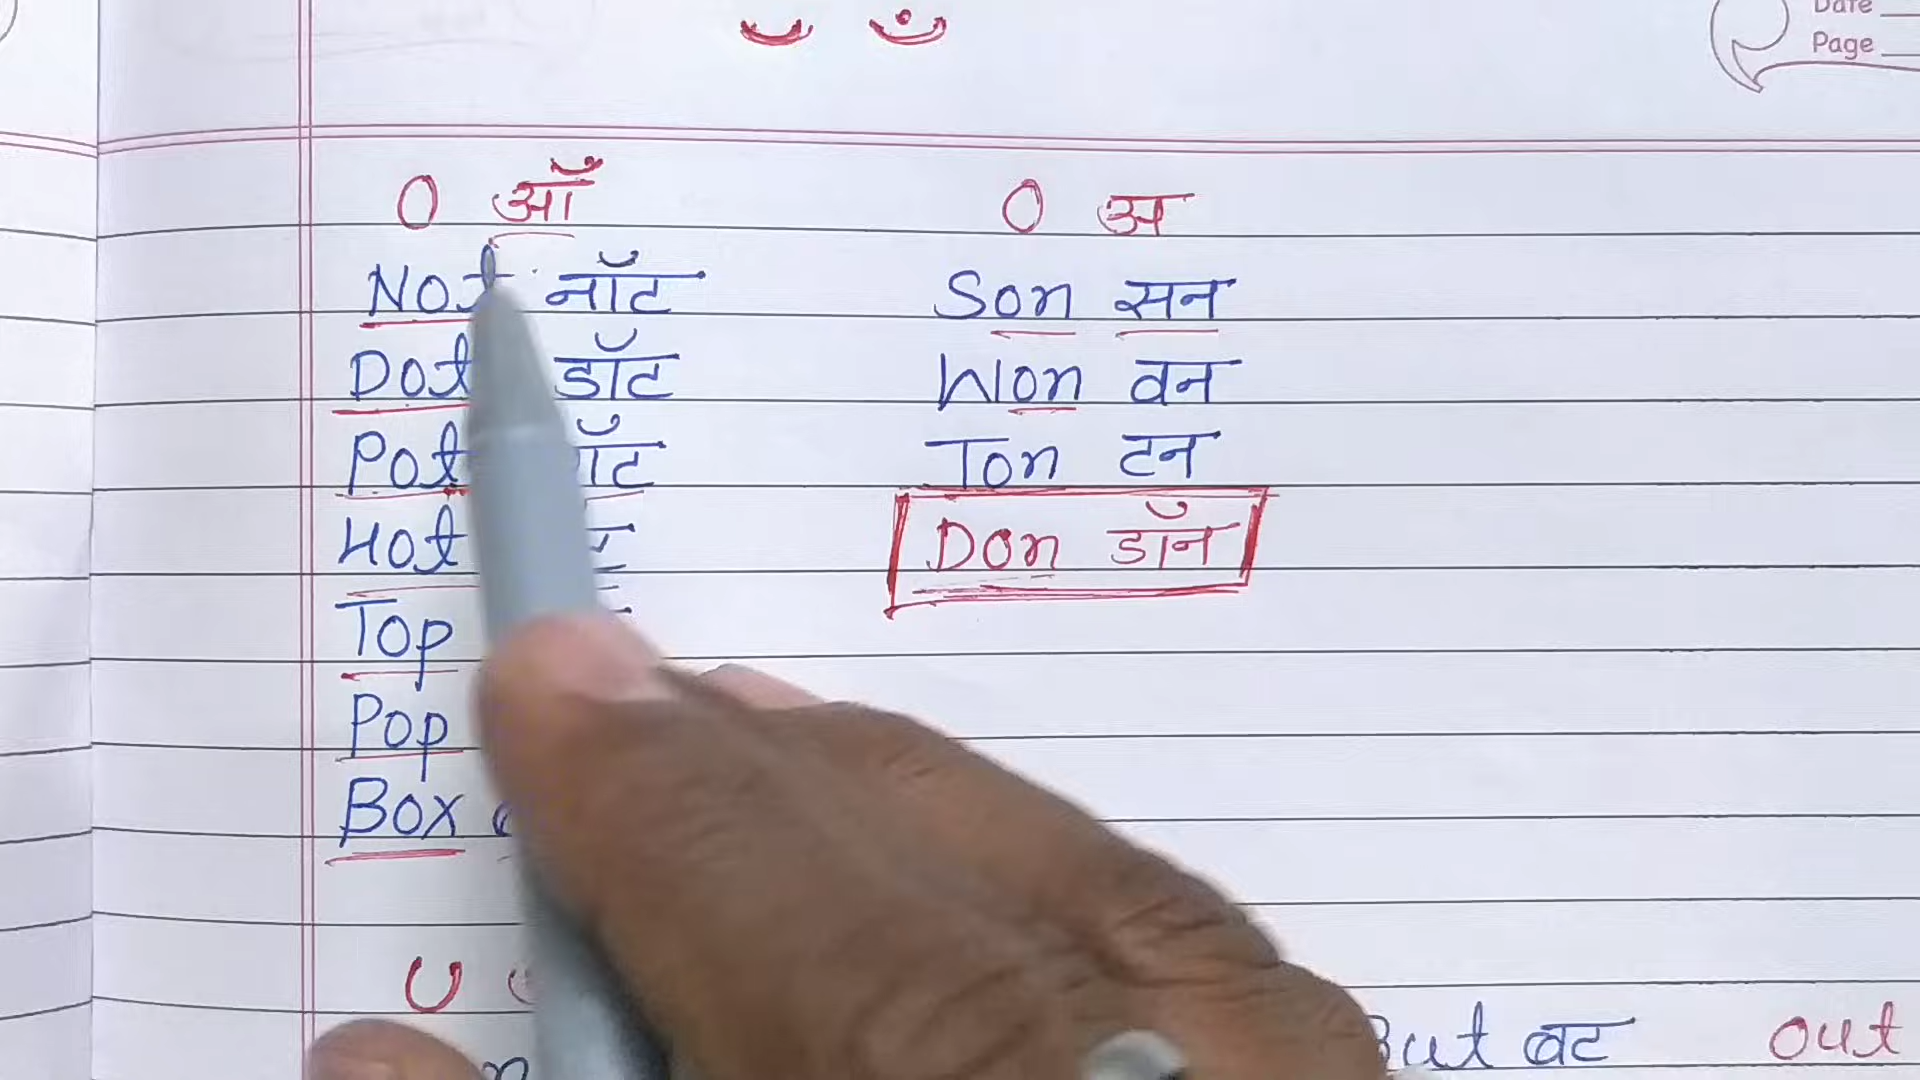 Date
Page
O ऑ
O अ
Not नॉट
Son सन
Dot डॉट
Won वन
Pot
Ton टन
Hot
Don डॉन
Top
Pop
Box
U
But बट
out